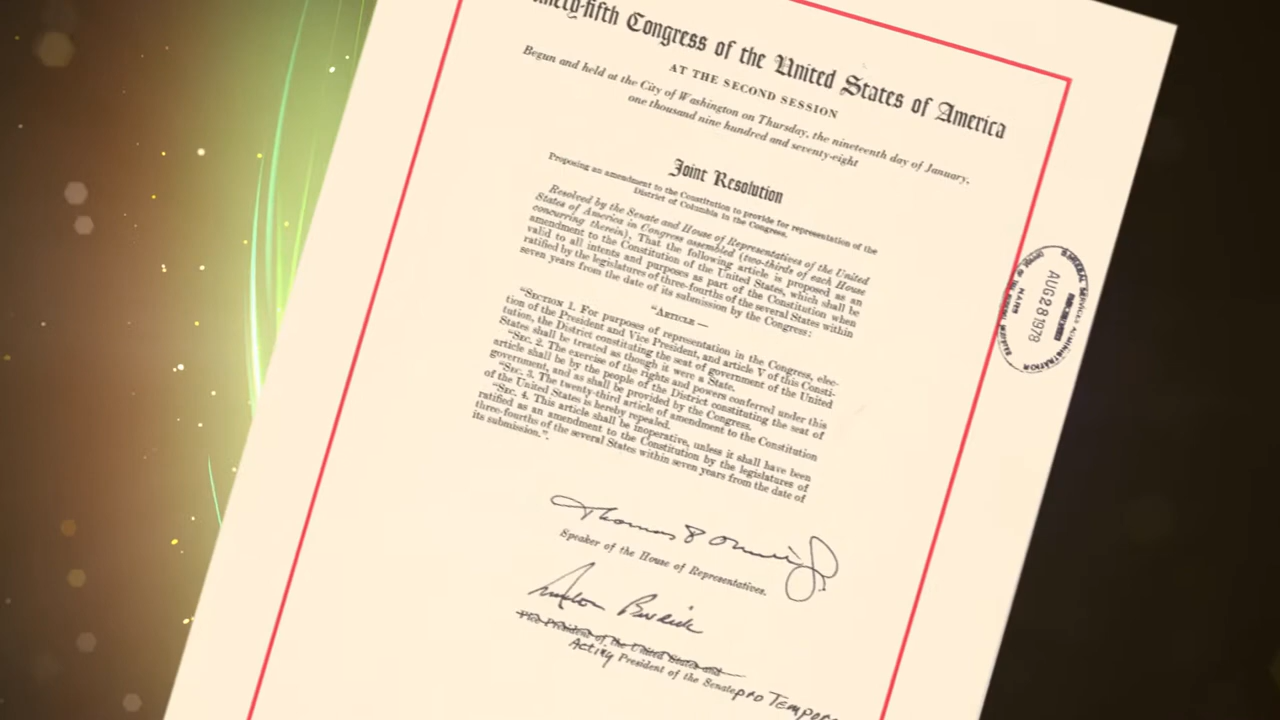 Ninety-fifth Congress of the United States of America
AT THE SECOND SESSION
Begun and held at the City of Washington on Thursday, the nineteenth day of January,
one thousand nine hundred and seventy-eight
Joint Resolution
Proposing an amendment to the Constitution to provide for representation of the
District of Columbia in the Congress.
Resolved by the Senate and House of Representatives of the United
States of America in Congress assembled (two-thirds of each House
concurring therein), That the following article is proposed as an
amendment to the Constitution of the United States, which shall be
valid to all intents and purposes as part of the Constitution when
ratified by the legislatures of three-fourths of the several States within
seven years from the date of its submission by the Congress:
“ARTICLE —
“SECTION 1. For purposes of representation in the Congress, elec-
tion of the President and Vice President, and article V of this Consti-
tution, the District constituting the seat of government of the United
States shall be treated as though it were a State.
“SEC. 2. The exercise of the rights and powers conferred under this
article shall be by the people of the District constituting the seat of
government, and as shall be provided by the Congress.
“SEC. 3. The twenty-third article of amendment to the Constitution
of the United States is hereby repealed.
“SEC. 4. This article shall be inoperative, unless it shall have been
ratified as an amendment to the Constitution by the legislatures of
three-fourths of the several States within seven years from the date of
its submission.”.
Speaker of the House of Representatives.
Vice President of the United States and
Acting President of the Senate pro Tempore
GENERAL SERVICES ADMINISTRATION
AUG 28 1978